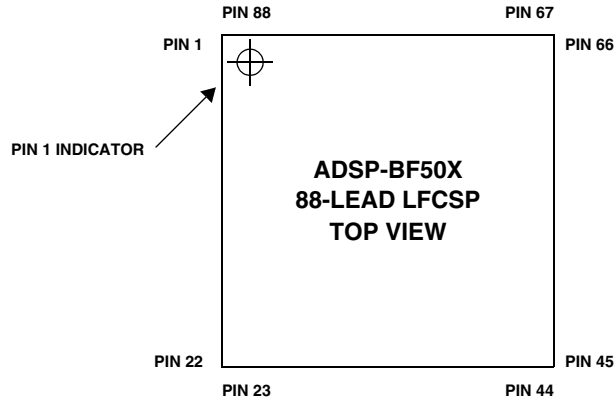 PIN 88 PIN 67
PIN 1 PIN 66
PIN 1 INDICATOR
ADSP-BF50X
88-LEAD LFCSP
TOP VIEW
PIN 22 PIN 45
PIN 23 PIN 44